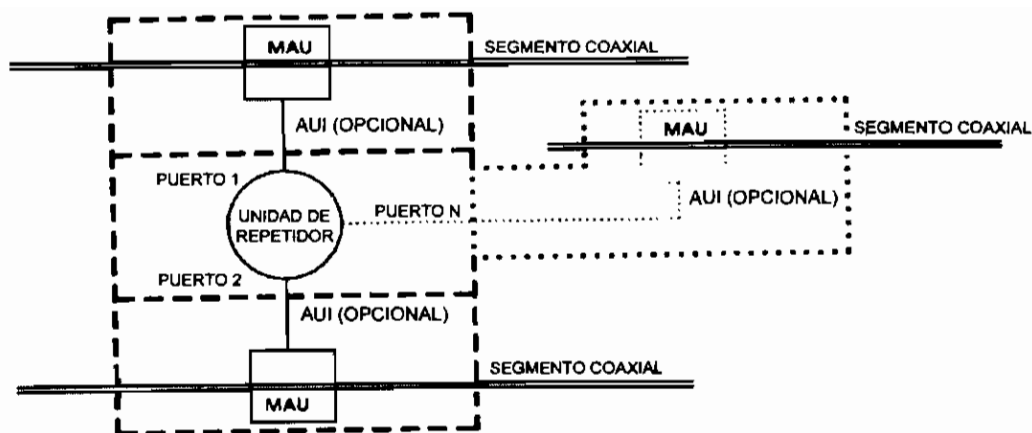 MAU
SEGMENTO COAXIAL
AUI (OPCIONAL)
MAU
SEGMENTO COAXIAL
PUERTO 1
UNIDAD DE
REPETIDOR
PUERTO N
AUI (OPCIONAL)
PUERTO 2
AUI (OPCIONAL)
SEGMENTO COAXIAL
MAU